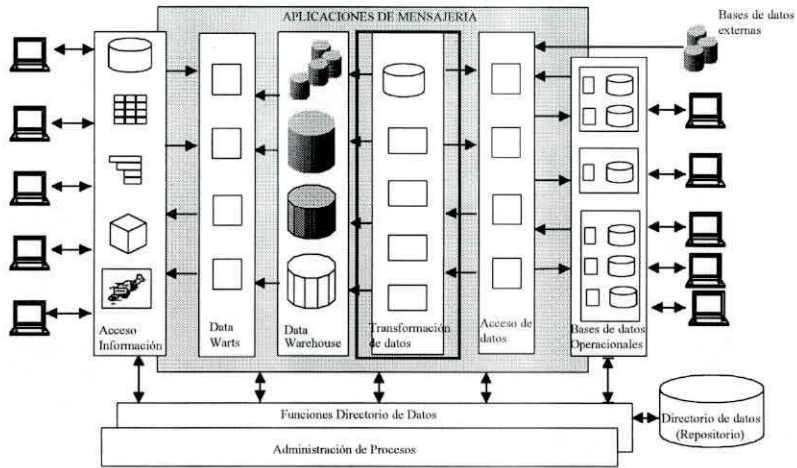 APLICACIONES DE MENSAJERIA
Bases de datos
externas
Acceso
Información
Data
Warts
Data
Warehouse
Transformación
de datos
Acceso de
datos
Bases de datos
Operacionales
Funciones Directorio de Datos
Administración de Procesos
Directorio de datos
(Repositorio)